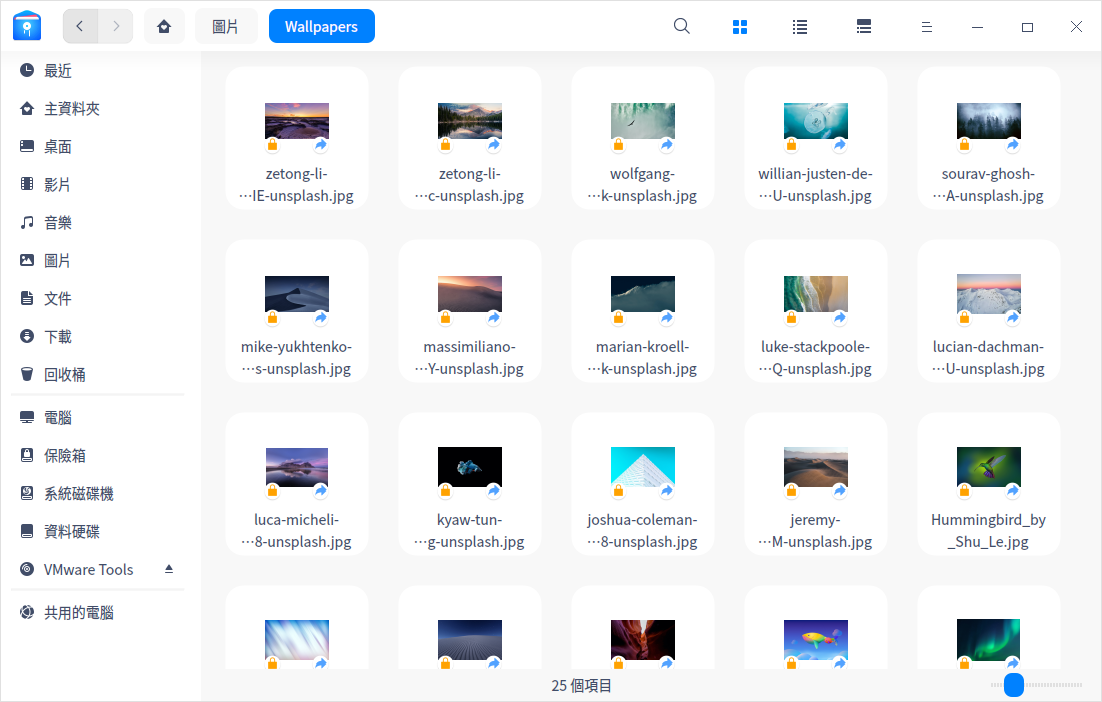 圖片
Wallpapers
最近
主資料夾
桌面
影片
音樂
圖片
文件
下載
回收桶
電腦
保險箱
系統磁碟機
資料硬碟
VMware Tools
共用的電腦
zetong-li-
⋯IE-unsplash.jpg
zetong-li-
⋯c-unsplash.jpg
wolfgang-
⋯k-unsplash.jpg
willian-justen-de-
⋯U-unsplash.jpg
sourav-ghosh-
⋯A-unsplash.jpg
mike-yukhtenko-
⋯s-unsplash.jpg
massimiliano-
⋯Y-unsplash.jpg
marian-kroell-
⋯k-unsplash.jpg
luke-stackpoole-
⋯Q-unsplash.jpg
lucian-dachman-
⋯U-unsplash.jpg
luca-micheli-
⋯8-unsplash.jpg
kyaw-tun-
⋯g-unsplash.jpg
joshua-coleman-
⋯8-unsplash.jpg
jeremy-
⋯M-unsplash.jpg
Hummingbird_by
_Shu_Le.jpg
25 個項目